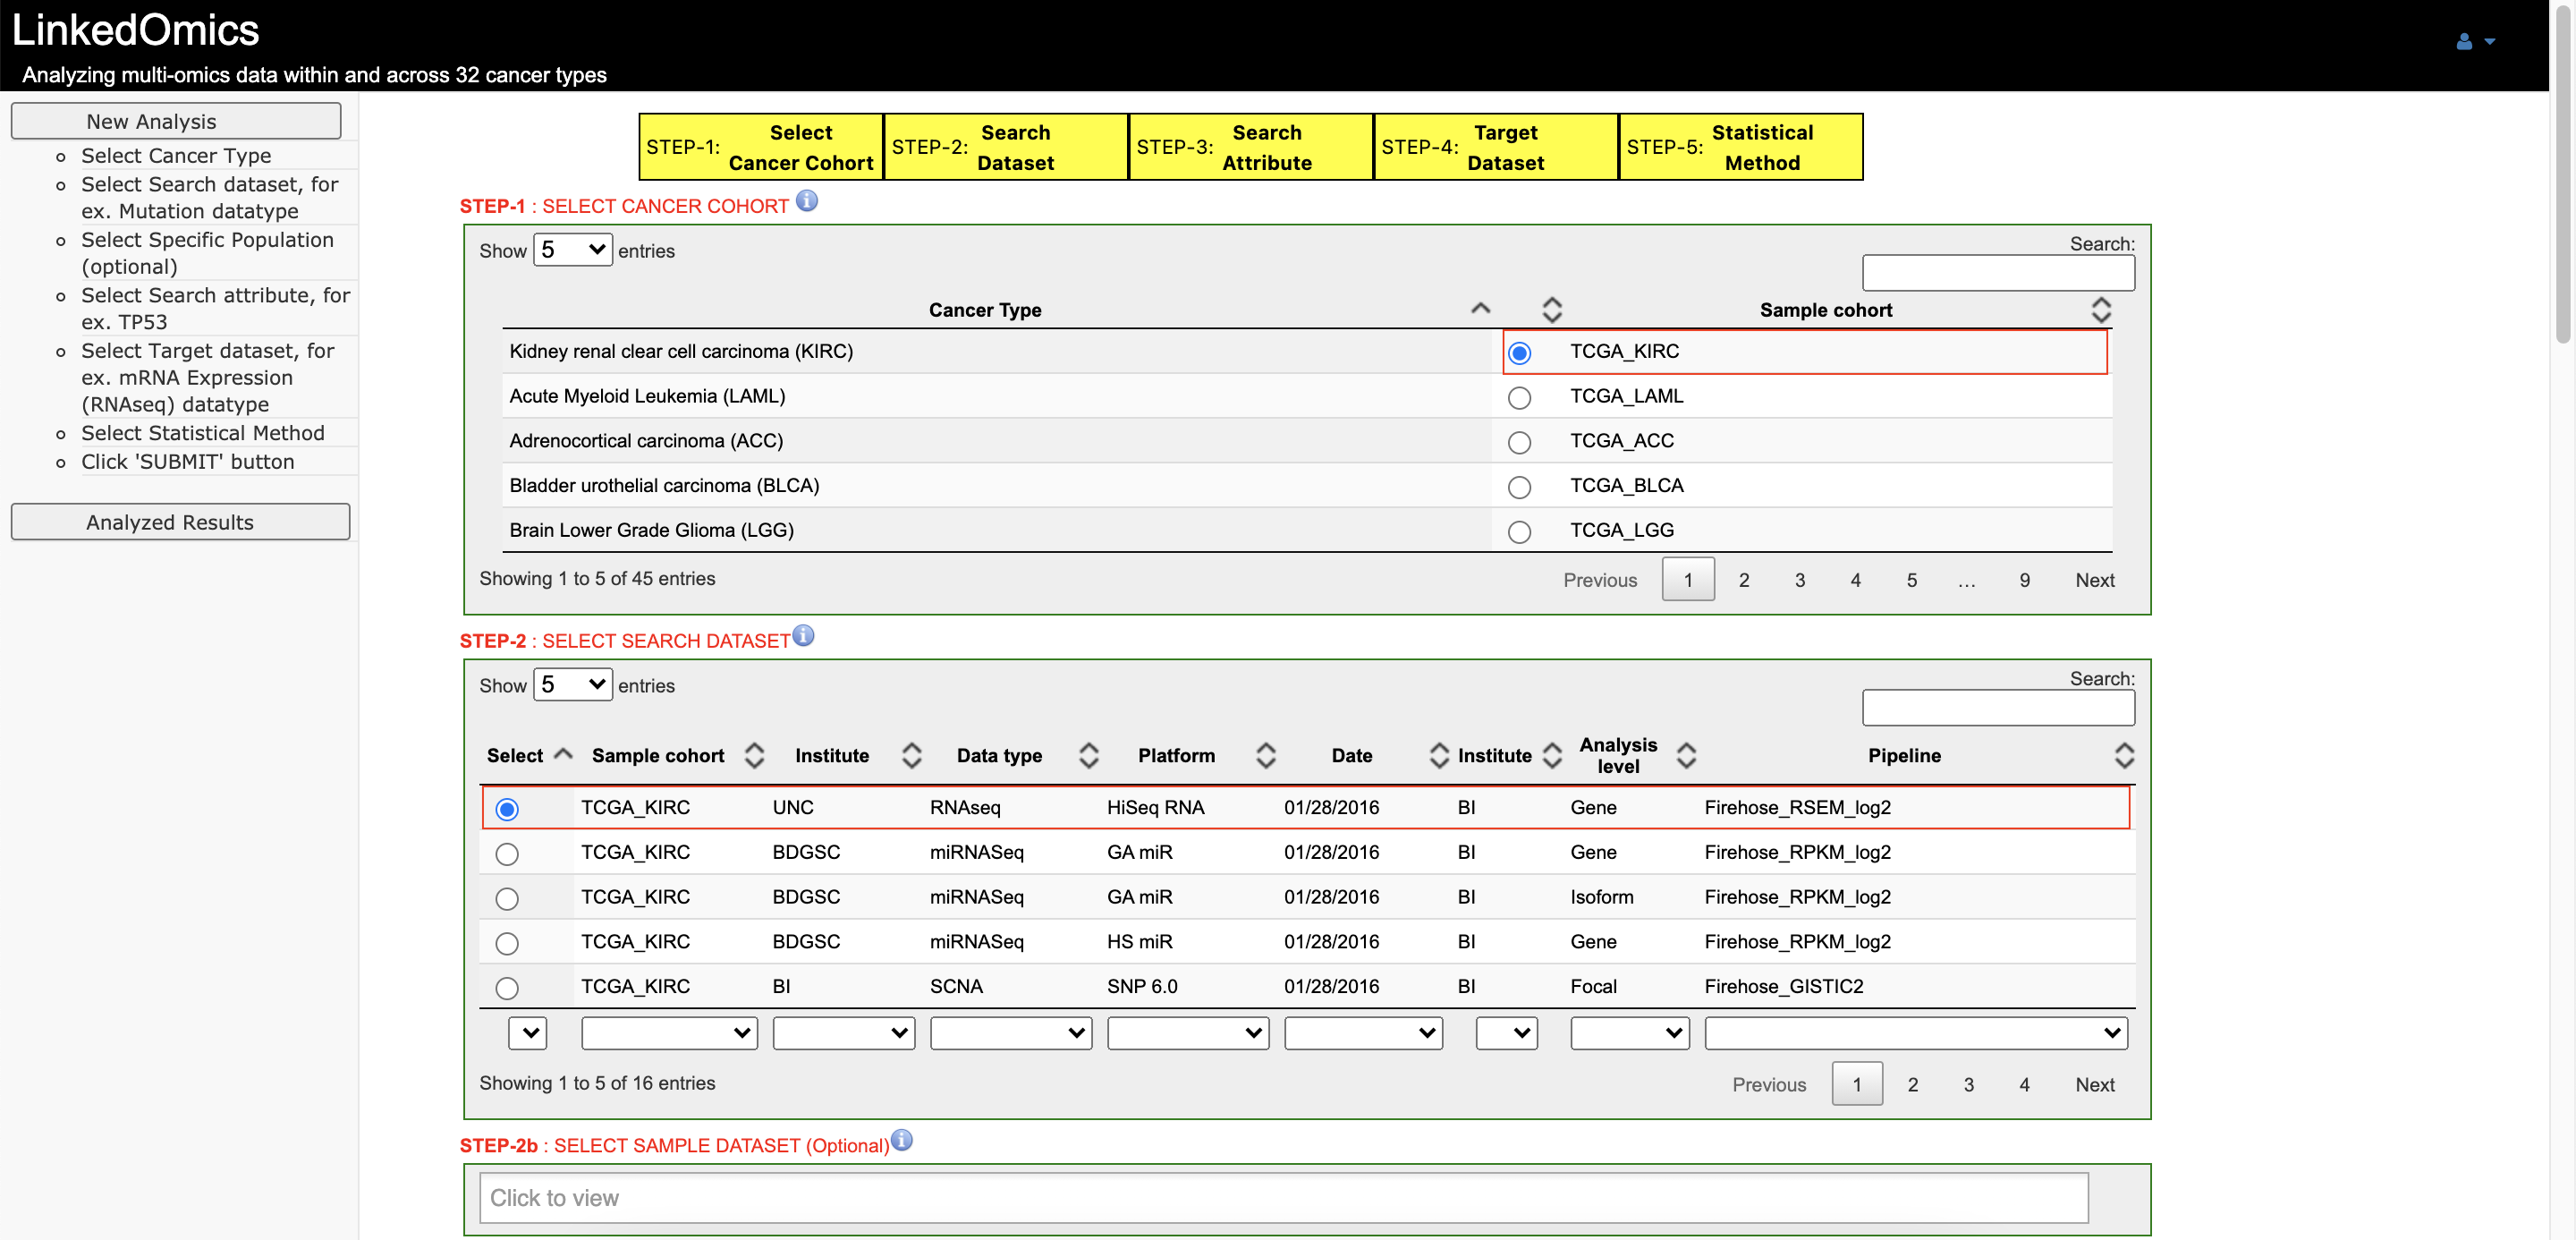 LinkedOmics
Analyzing multi-omics data within and across 32 cancer types
New Analysis
Select Cancer Type
Select Search dataset, for
ex. Mutation datatype
Select Specific Population
(optional)
Select Search attribute, for
ex. TP53
Select Target dataset, for
ex. mRNA Expression
(RNAseq) datatype
Select Statistical Method
Click 'SUBMIT' button
Analyzed Results
STEP-1: Select Cancer Cohort
STEP-2: Search Dataset
STEP-3: Search Attribute
STEP-4: Target Dataset
STEP-5: Statistical Method
STEP-1 : SELECT CANCER COHORT
Show 5 entries
Search:
Cancer Type Sample cohort
Kidney renal clear cell carcinoma (KIRC) TCGA_KIRC
Acute Myeloid Leukemia (LAML) TCGA_LAML
Adrenocortical carcinoma (ACC) TCGA_ACC
Bladder urothelial carcinoma (BLCA) TCGA_BLCA
Brain Lower Grade Glioma (LGG) TCGA_LGG
Showing 1 to 5 of 45 entries Previous 1 2 3 4 5 … 9 Next
STEP-2 : SELECT SEARCH DATASET
Show 5 entries
Search:
Select Sample cohort Institute Data type Platform Date Institute Analysis level Pipeline
TCGA_KIRC UNC RNAseq HiSeq RNA 01/28/2016 BI Gene Firehose_RSEM_log2
TCGA_KIRC BDGSC miRNASeq GA miR 01/28/2016 BI Gene Firehose_RPKM_log2
TCGA_KIRC BDGSC miRNASeq GA miR 01/28/2016 BI Isoform Firehose_RPKM_log2
TCGA_KIRC BDGSC miRNASeq HS miR 01/28/2016 BI Gene Firehose_RPKM_log2
TCGA_KIRC BI SCNA SNP 6.0 01/28/2016 BI Focal Firehose_GISTIC2
Showing 1 to 5 of 16 entries Previous 1 2 3 4 Next
STEP-2b : SELECT SAMPLE DATASET (Optional)
Click to view